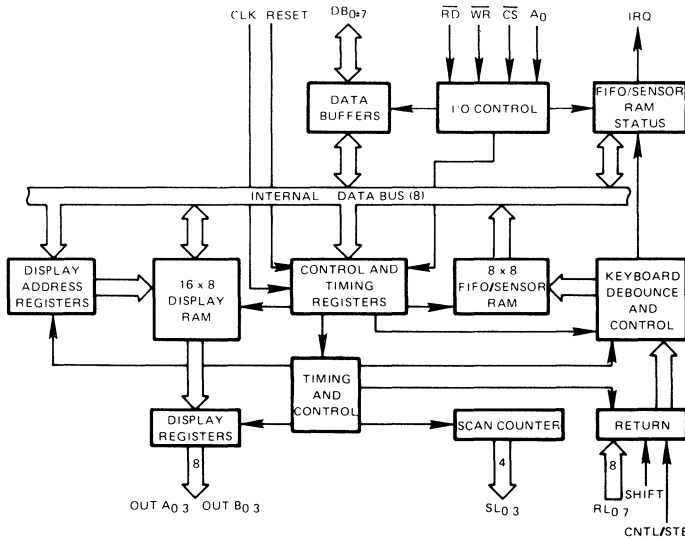 CLK RESET
DB0-7
RD WR CS A0
IRQ
DATA
BUFFERS
I/O CONTROL
FIFO/SENSOR
RAM
STATUS
INTERNAL DATA BUS (8)
DISPLAY
ADDRESS
REGISTERS
16 x 8
DISPLAY
RAM
CONTROL AND
TIMING
REGISTERS
8 x 8
FIFO/SENSOR
RAM
KEYBOARD
DEBOUNCE
AND
CONTROL
TIMING
AND
CONTROL
DISPLAY
REGISTERS
SCAN COUNTER
RETURN
8
4
8
OUT A0 3 OUT B0 3
SL0 3
RL0 7
SHIFT
CNTL/STB